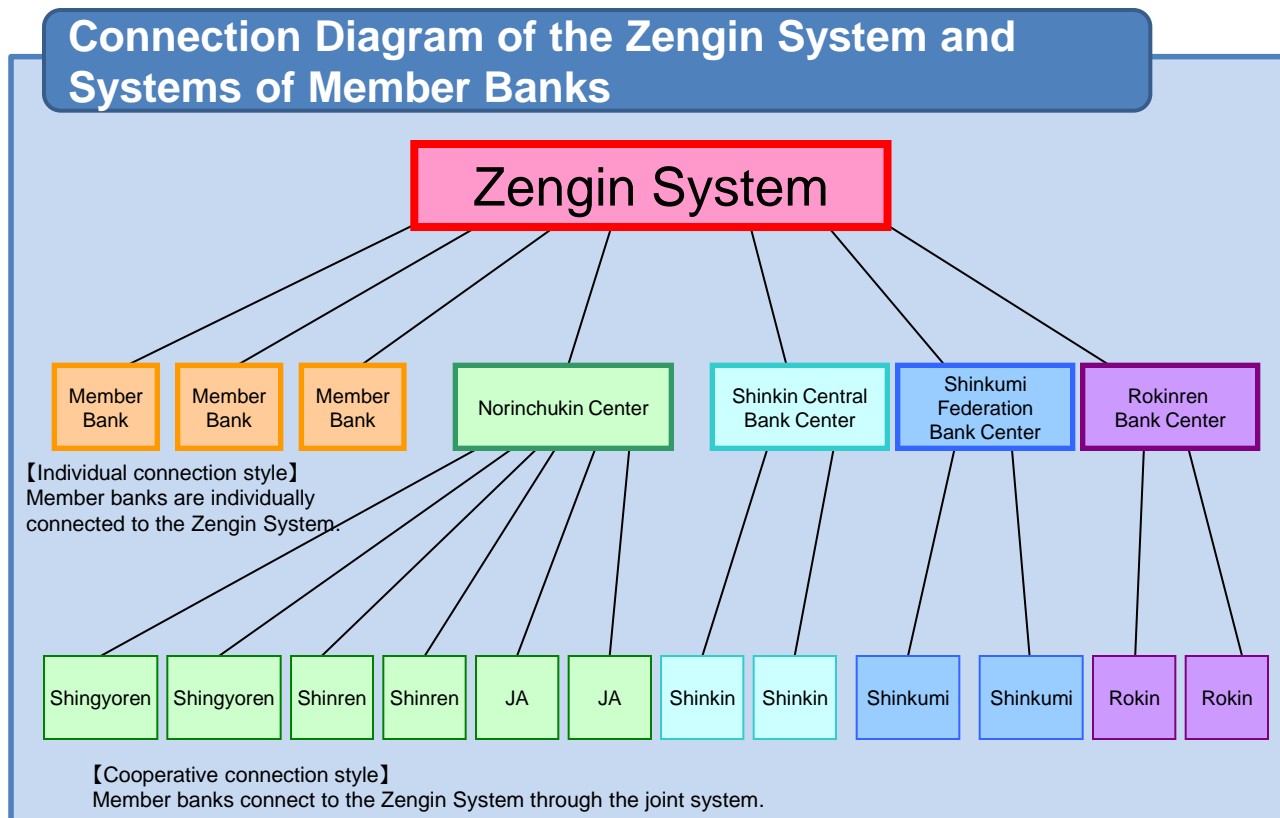 Connection Diagram of the Zengin System and
Systems of Member Banks
Zengin System
Member
Bank
Member
Bank
Member
Bank
Norinchukin Center
Shinkin Central
Bank Center
Shinkumi
Federation
Bank Center
Rokinren
Bank Center
【Individual connection style】
Member banks are individually
connected to the Zengin System.
Shingyoren
Shingyoren
Shinren
Shinren
JA
JA
Shinkin
Shinkin
Shinkumi
Shinkumi
Rokin
Rokin
【Cooperative connection style】
Member banks connect to the Zengin System through the joint system.